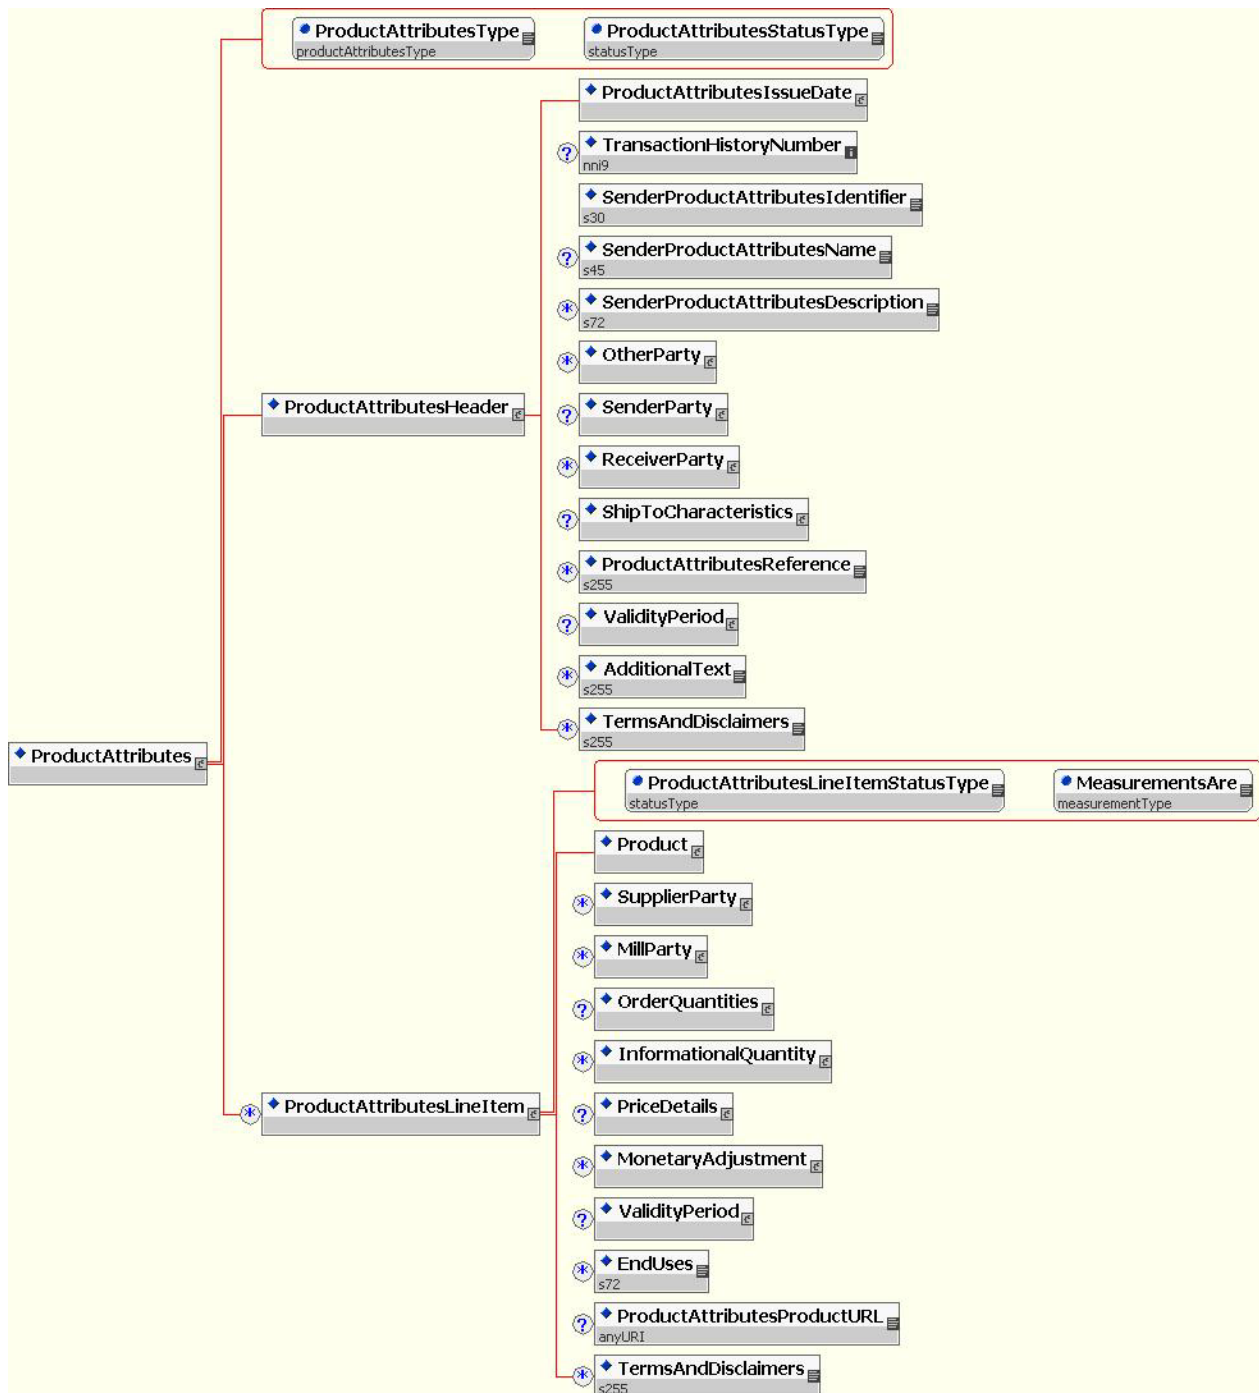 ProductAttributesType
productAttributesType
ProductAttributesStatusType
statusType
ProductAttributesIssueDate
?
TransactionHistoryNumber
nni9
SenderProductAttributesIdentifier
s30
?
SenderProductAttributesName
s45
*
SenderProductAttributesDescription
s72
*
OtherParty
ProductAttributesHeader
?
SenderParty
*
ReceiverParty
?
ShipToCharacteristics
*
ProductAttributesReference
s255
?
ValidityPeriod
*
AdditionalText
s255
*
TermsAndDisclaimers
s255
ProductAttributes
ProductAttributesLineItemStatusType
statusType
MeasurementsAre
measurementType
Product
*
SupplierParty
*
MillParty
?
OrderQuantities
*
InformationalQuantity
*
ProductAttributesLineItem
?
PriceDetails
*
MonetaryAdjustment
?
ValidityPeriod
*
EndUses
s72
?
ProductAttributesProductURL
anyURI
*
TermsAndDisclaimers
s255